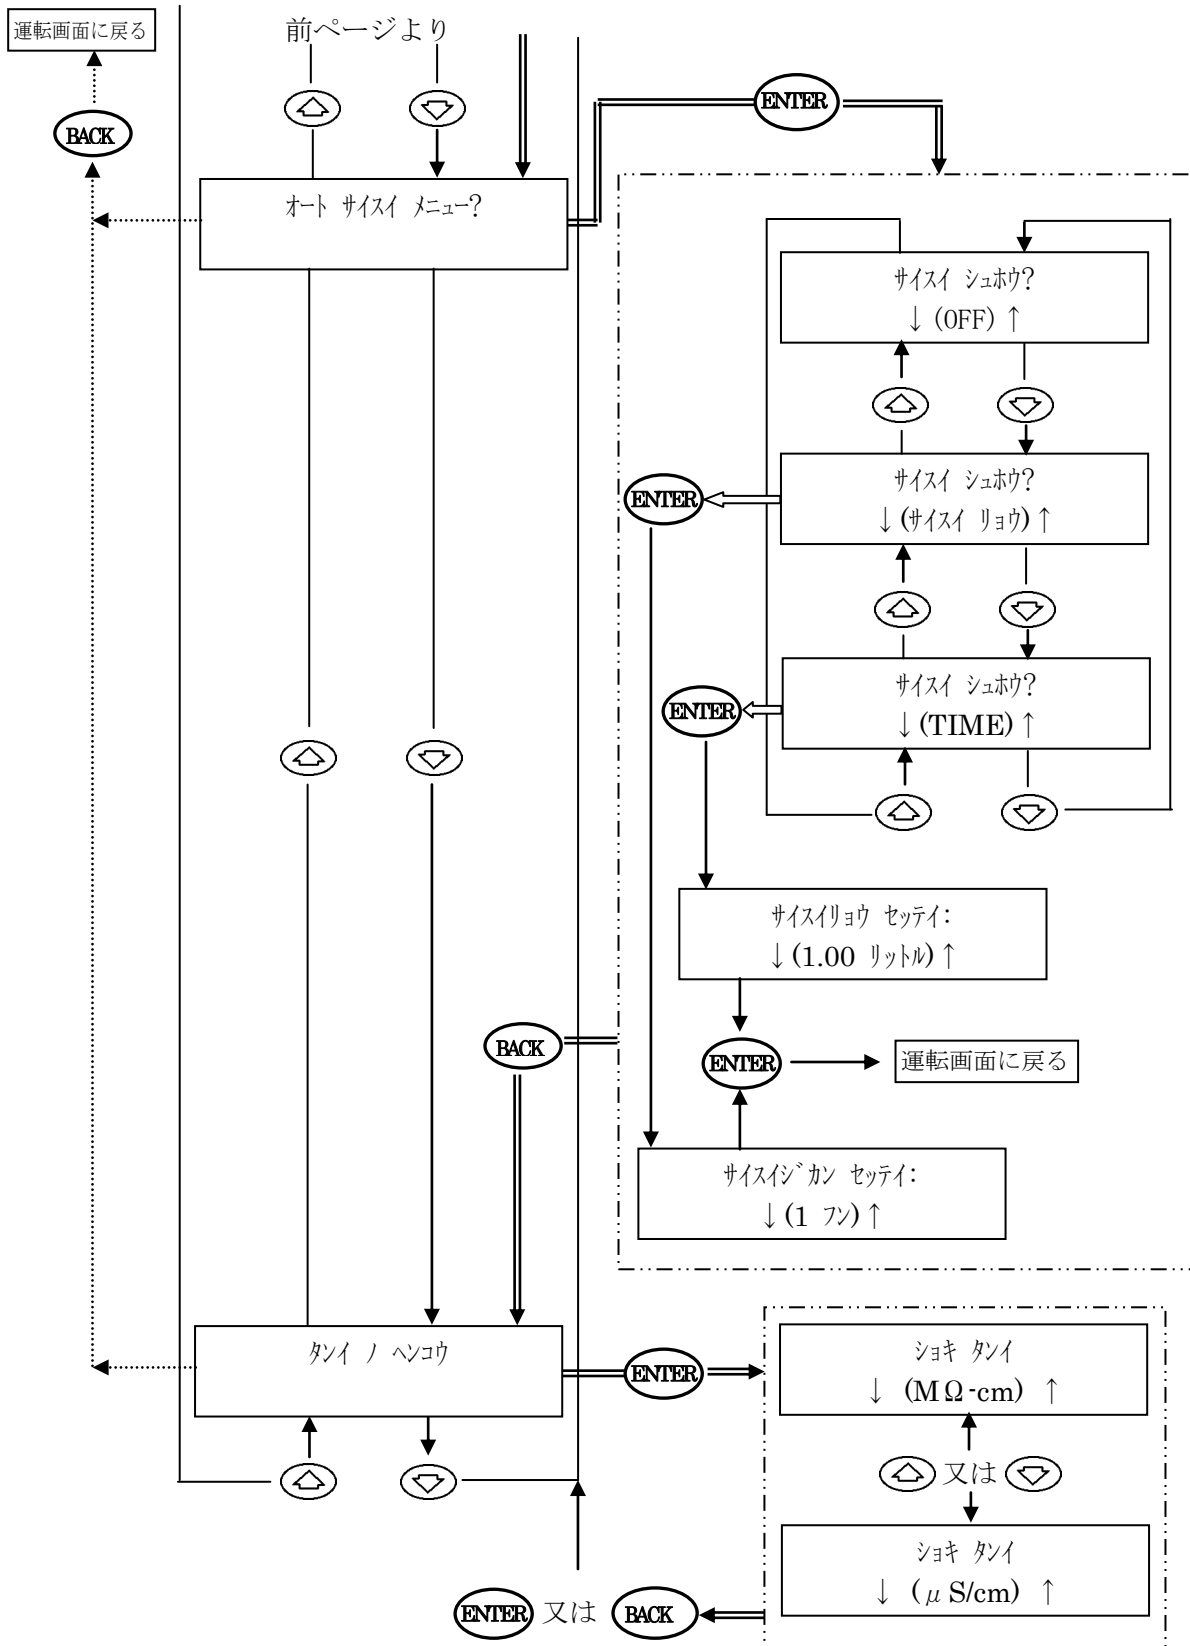 運転画面に戻る
前ページより
BACK
ENTER
オート サイスイ メニュー?
サイスイ シュホウ?
↓(OFF)↑
サイスイ シュホウ?
↓(サイスイ リョウ)↑
ENTER
サイスイ シュホウ?
↓(TIME)↑
ENTER
サイスイリョウ セッテイ:
↓(1.00 リットル)↑
BACK
ENTER
運転画面に戻る
サイスイジカン セッテイ:
↓(1 フン)↑
タンイ ノ ヘンコウ
ENTER
ショキ タンイ
↓ (MΩ-cm) ↑
又は
ショキ タンイ
↓ (μS/cm) ↑
ENTER 又は BACK